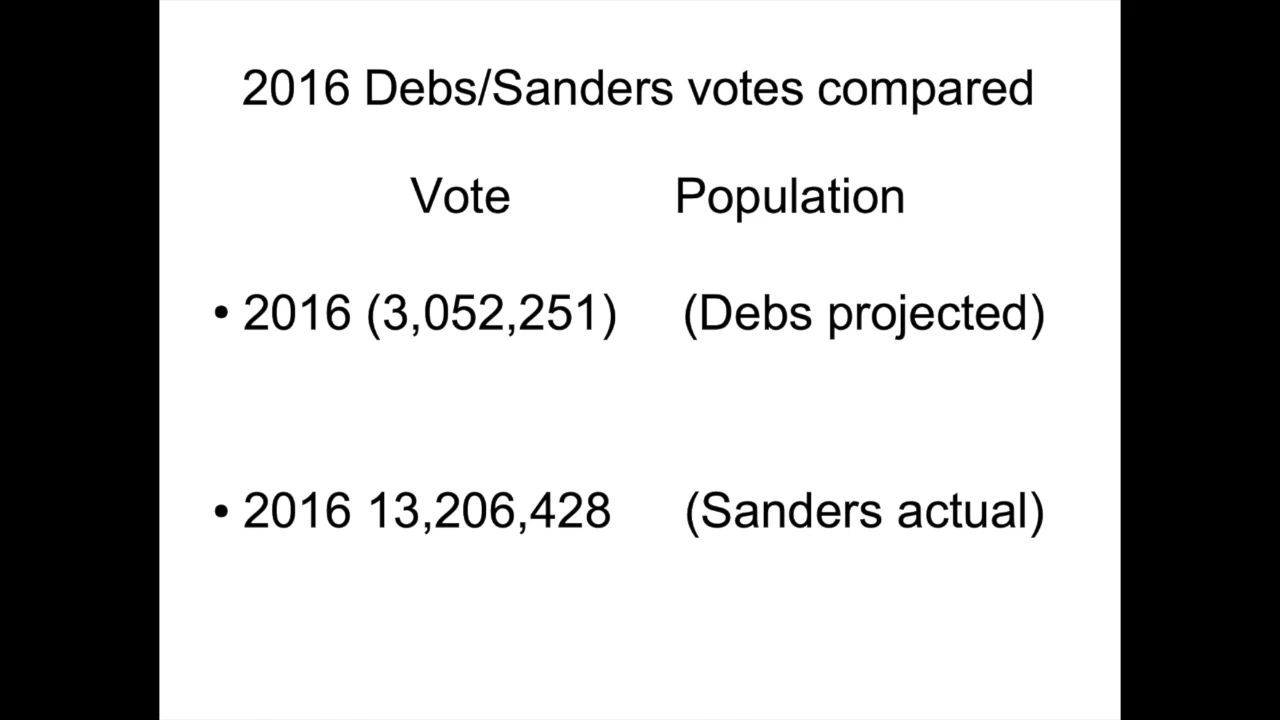 2016 Debs/Sanders votes compared
Vote Population
• 2016 (3,052,251) (Debs projected)
• 2016 13,206,428 (Sanders actual)